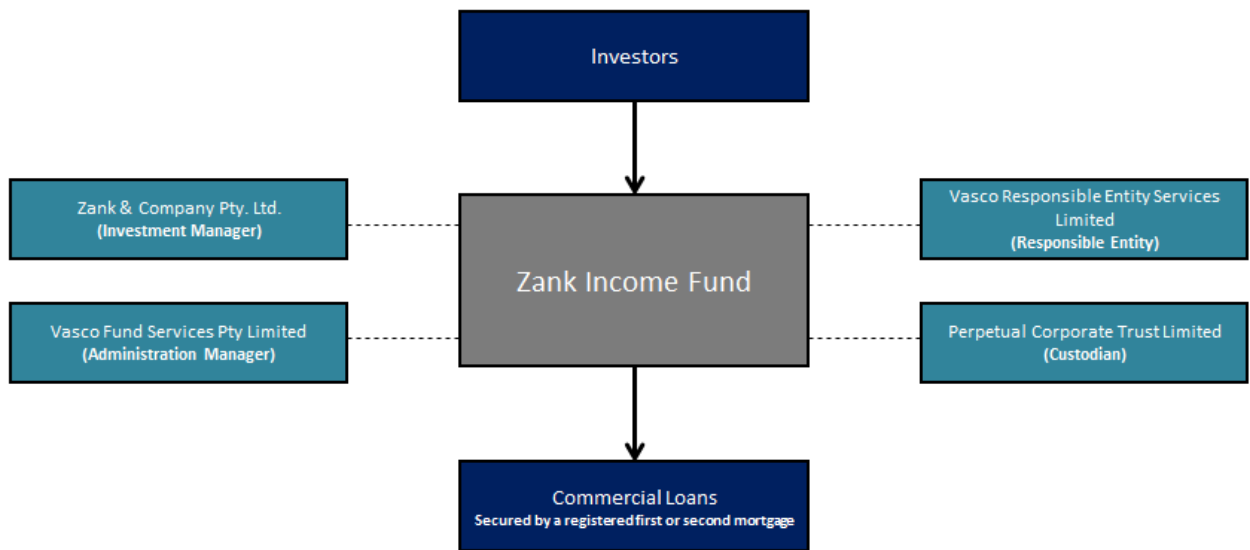 Investors
Zank & Company Pty. Ltd.
(Investment Manager)
Vasco Responsible Entity Services
Limited
(Responsible Entity)
Zank Income Fund
Vasco Fund Services Pty Limited
(Administration Manager)
Perpetual Corporate Trust Limited
(Custodian)
Commercial Loans
Secured by a registered first or second mortgage